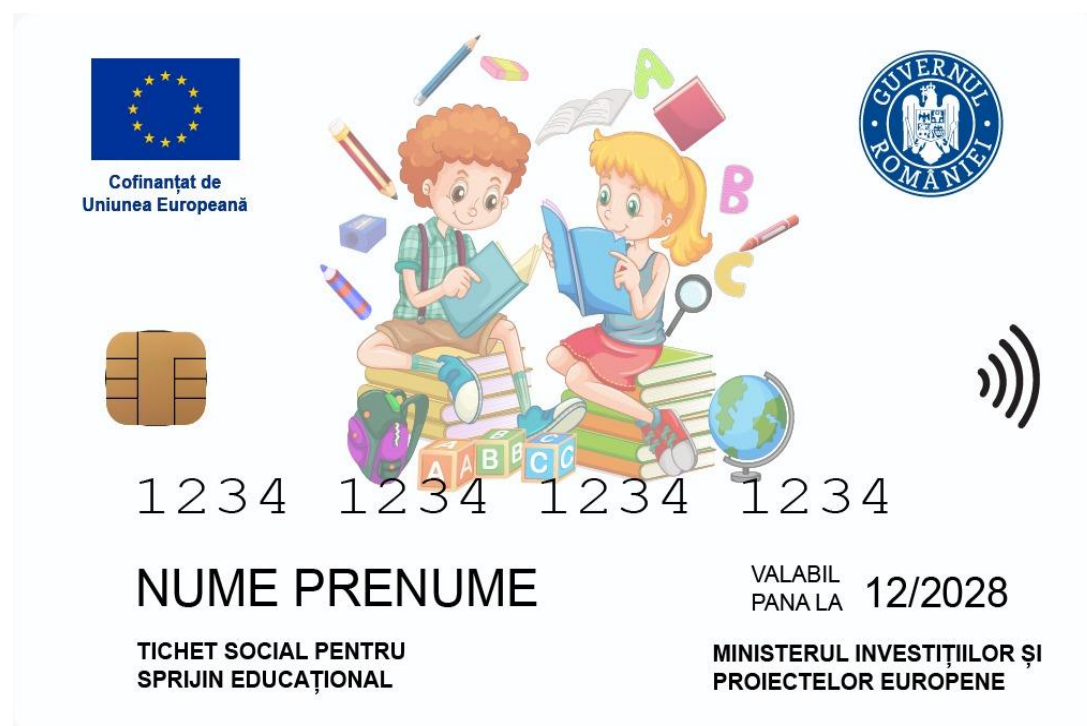 Cofinanțat de
Uniunea Europeană
GUVERNUL ROMÂNIEI
A
B
C
A B
A A B B C C
1234 1234 1234 1234
NUME PRENUME
VALABIL
PANA LA 12/2028
TICHET SOCIAL PENTRU
SPRIJIN EDUCAȚIONAL
MINISTERUL INVESTIȚIILOR ȘI
PROIECTELOR EUROPENE